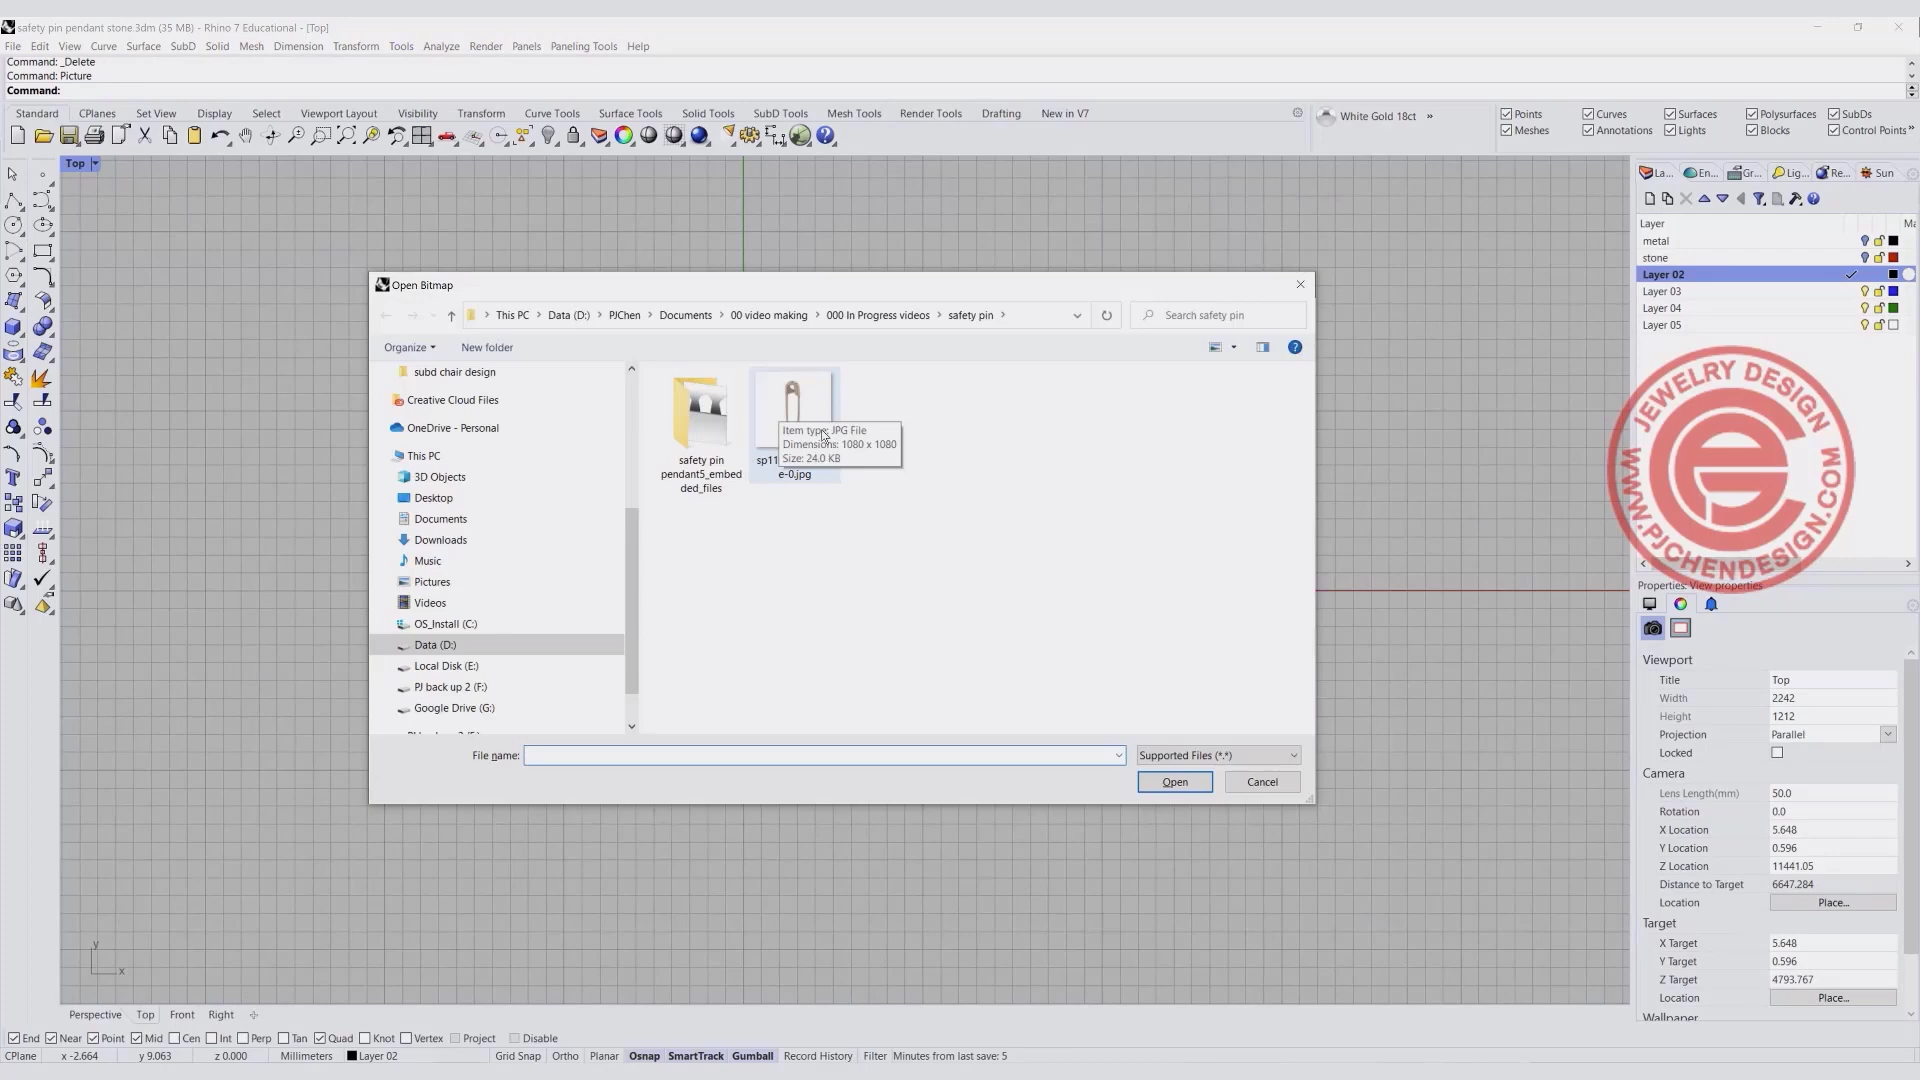 safety pin pendant stone.3dm (35 MB) - Rhino 7 Educational - [Top]
File Edit View Curve Surface SubD Solid Mesh Dimension Transform Tools Analyze Render Panels Paneling Tools Help
Command: _Delete
Command: Picture
Command:
Standard CPlanes Set View Display Select Viewport Layout Visibility Transform Curve Tools Surface Tools Solid Tools SubD Tools Mesh Tools Render Tools Drafting New in V7
White Gold 18ct »
Points Curves Surfaces Polysurfaces SubDs
Meshes Annotations Lights Blocks Control Points »
Top
La... En... Gr... Lig... Re... Sun
Layer
metal
stone
Layer 02
Layer 03
Layer 04
Layer 05
Open Bitmap
This PC > Data (D:) > PJChen > Documents > 00 video making > 000 In Progress videos > safety pin >
Search safety pin
Organize New folder
subd chair design
Creative Cloud Files
OneDrive - Personal
This PC
3D Objects
Desktop
Documents
Downloads
Music
Pictures
Videos
OS_Install (C:)
Data (D:)
Local Disk (E:)
PJ back up 2 (F:)
Google Drive (G:)
safety pin
pendant5_embed
ded_files
sp11
e-0.jpg
Item type: JPG File
Dimensions: 1080 x 1080
Size: 24.0 KB
File name:
Supported Files (*.*)
Open Cancel
JEWELRY DESIGN
WWW.PJCHENDESIGN.COM
Properties: View properties
Viewport
Title Top
Width 2242
Height 1212
Projection Parallel
Locked
Camera
Lens Length(mm) 50.0
Rotation 0.0
X Location 5.648
Y Location 0.596
Z Location 11441.05
Distance to Target 6647.284
Location Place...
Target
X Target 5.648
Y Target 0.596
Z Target 4793.767
Location Place...
Wallpaper
y
x
Perspective Top Front Right
End Near Point Mid Cen Int Perp Tan Quad Knot Vertex Project Disable
CPlane x -2.664 y 9.063 z 0.000 Millimeters Layer 02 Grid Snap Ortho Planar Osnap SmartTrack Gumball Record History Filter Minutes from last save: 5